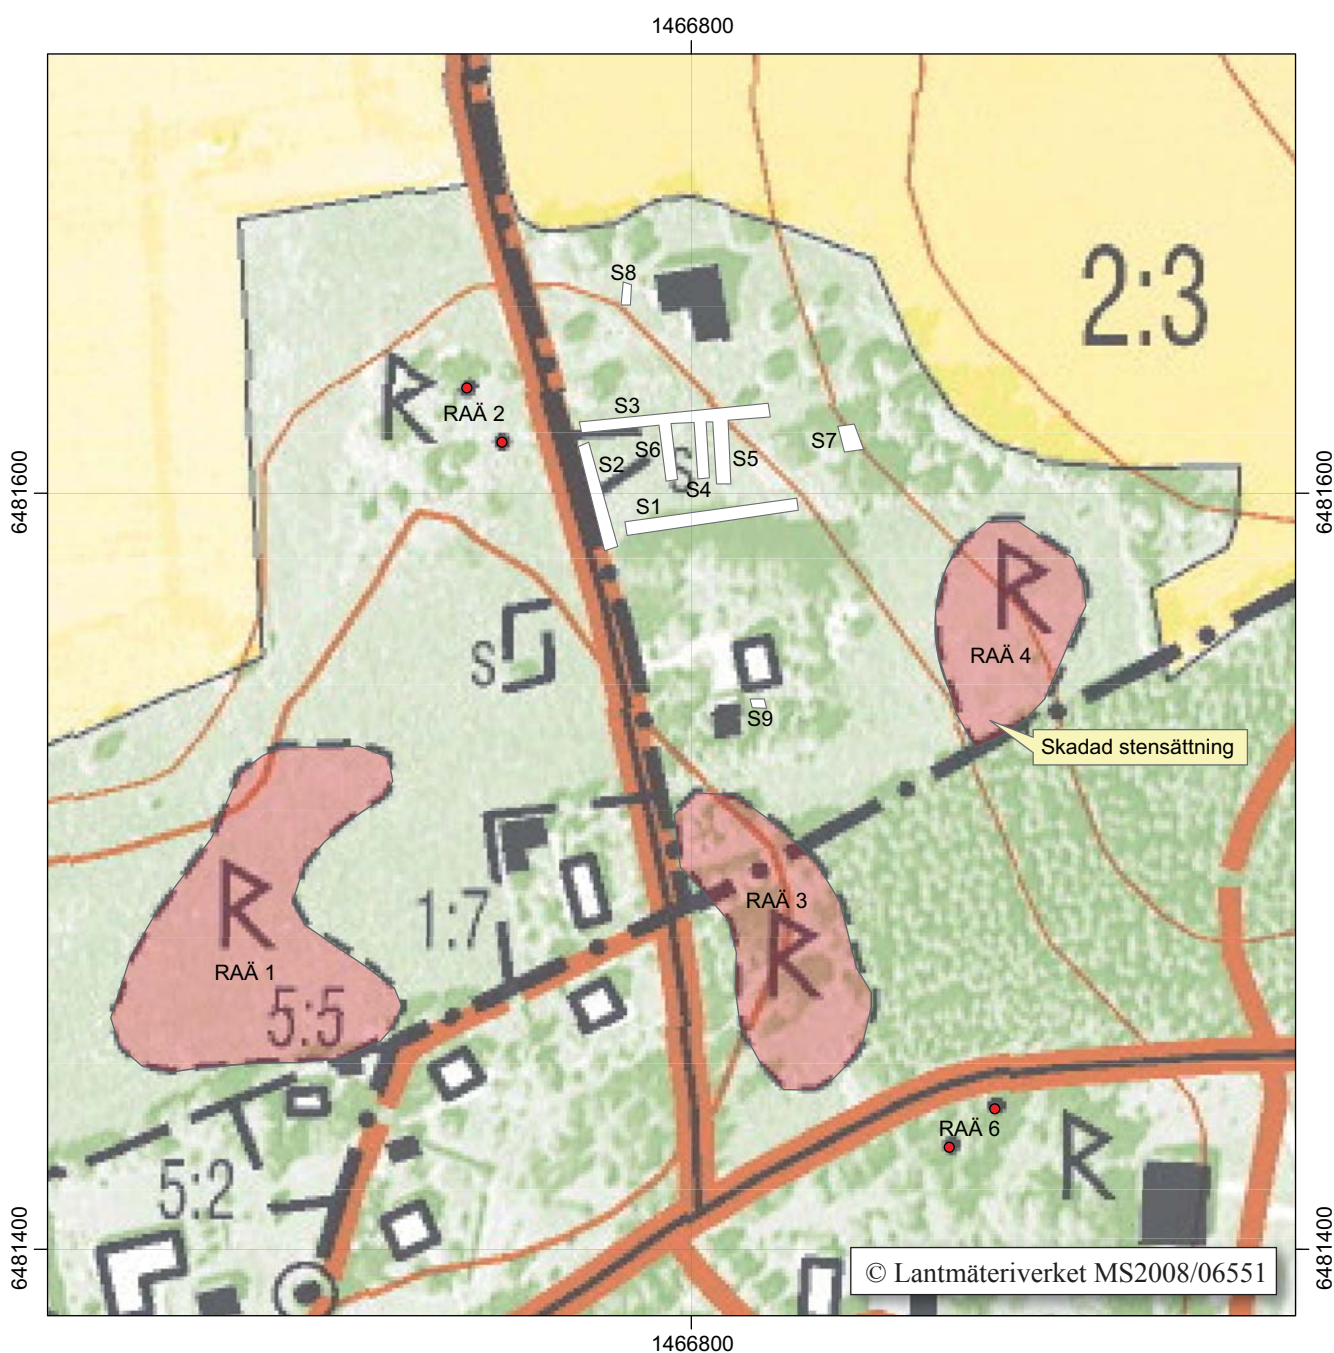 1466800
2:3
S8
R
RAÄ 2
S3
S7
S6
S2
S5
S
S4
S1
6481600
6481600
R
RAÄ 4
S
S9
Skadad stensättning
R
RAÄ 1
5:5
1:7
RAÄ 3
R
RAÄ 6
R
5:2
6481400
6481400
© Lantmäteriverket MS2008/06551
1466800